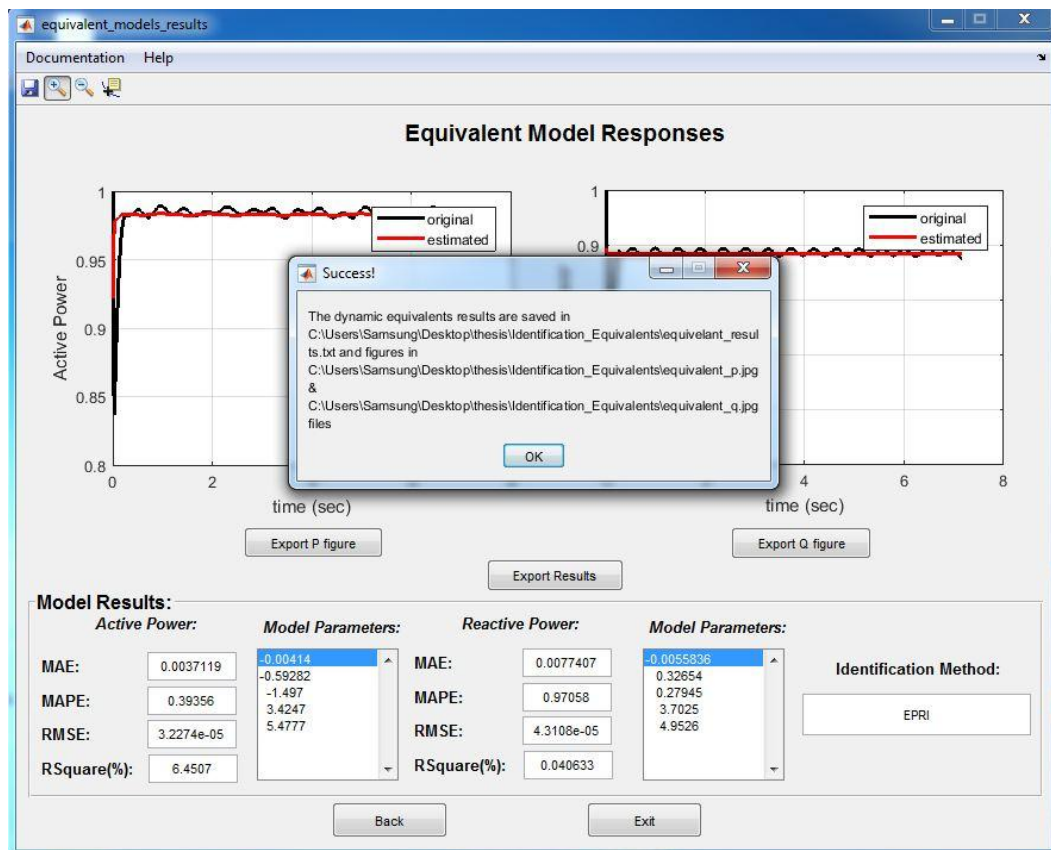 equivalent_models_results
Documentation Help
Equivalent Model Responses
1
0.95
0.9
0.85
0.8
Active Power
original
estimated
0
2
time (sec)
1
0.9
original
estimated
4
6
8
time (sec)
Success!
The dynamic equivalents results are saved in
C:\Users\Samsung\Desktop\thesis\Identification_Equivalents\equivelant_resul
ts.txt and figures in
C:\Users\Samsung\Desktop\thesis\Identification_Equivalents\equivalent_p.jpg
&
C:\Users\Samsung\Desktop\thesis\Identification_Equivalents\equivalent_q.jpg
files
OK
Export P figure
Export Q figure
Export Results
Model Results:
Active Power:
MAE: 0.0037119
MAPE: 0.39356
RMSE: 3.2274e-05
RSquare(%): 6.4507
Model Parameters:
-0.00414
-0.59282
-1.497
3.4247
5.4777
Reactive Power:
MAE: 0.0077407
MAPE: 0.97058
RMSE: 4.3108e-05
RSquare(%): 0.040633
Model Parameters:
-0.0055836
0.32654
0.27945
3.7025
4.9526
Identification Method:
EPRI
Back
Exit